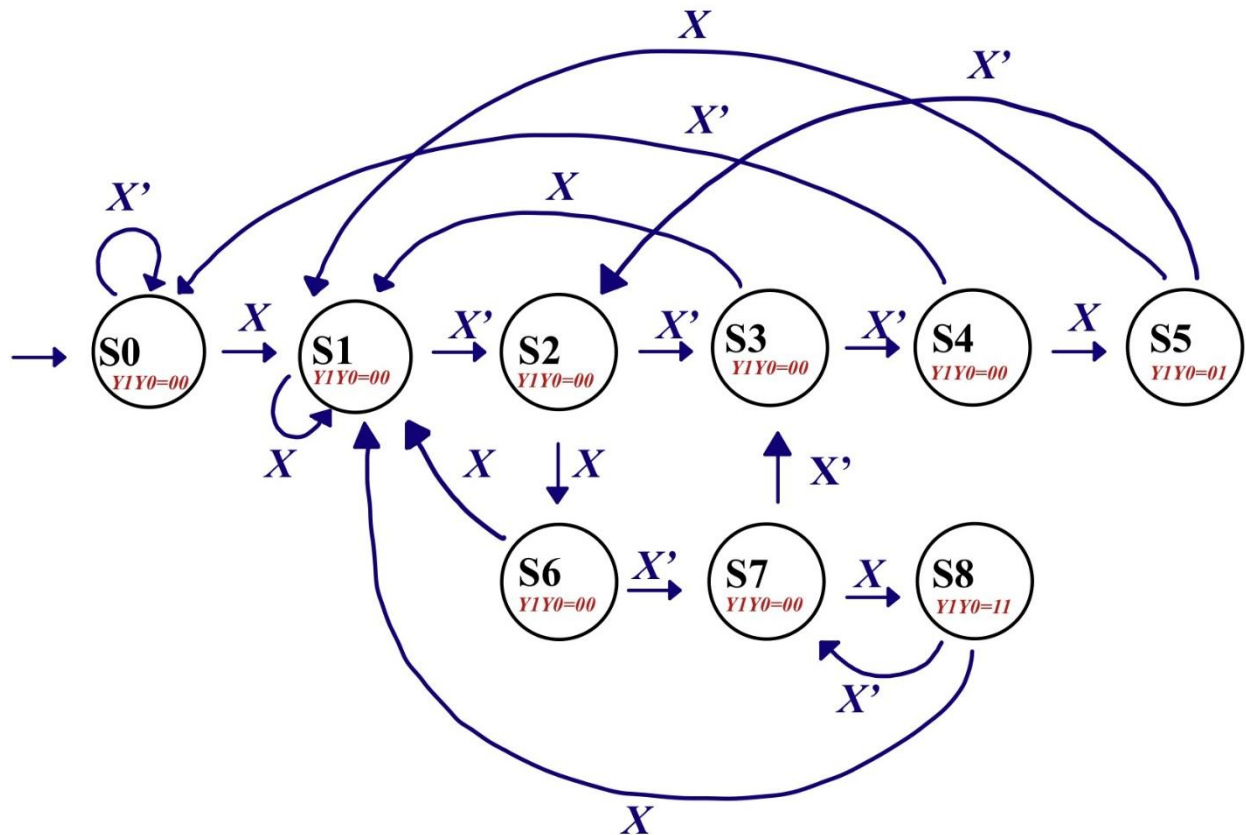 X
X'
X'
X'
X
X
X'
X'
X'
X
S0
Y1Y0=00
S1
Y1Y0=00
S2
Y1Y0=00
S3
Y1Y0=00
S4
Y1Y0=00
S5
Y1Y0=01
X
X
X
X'
S6
Y1Y0=00
X'
S7
Y1Y0=00
X
S8
Y1Y0=11
X'
X